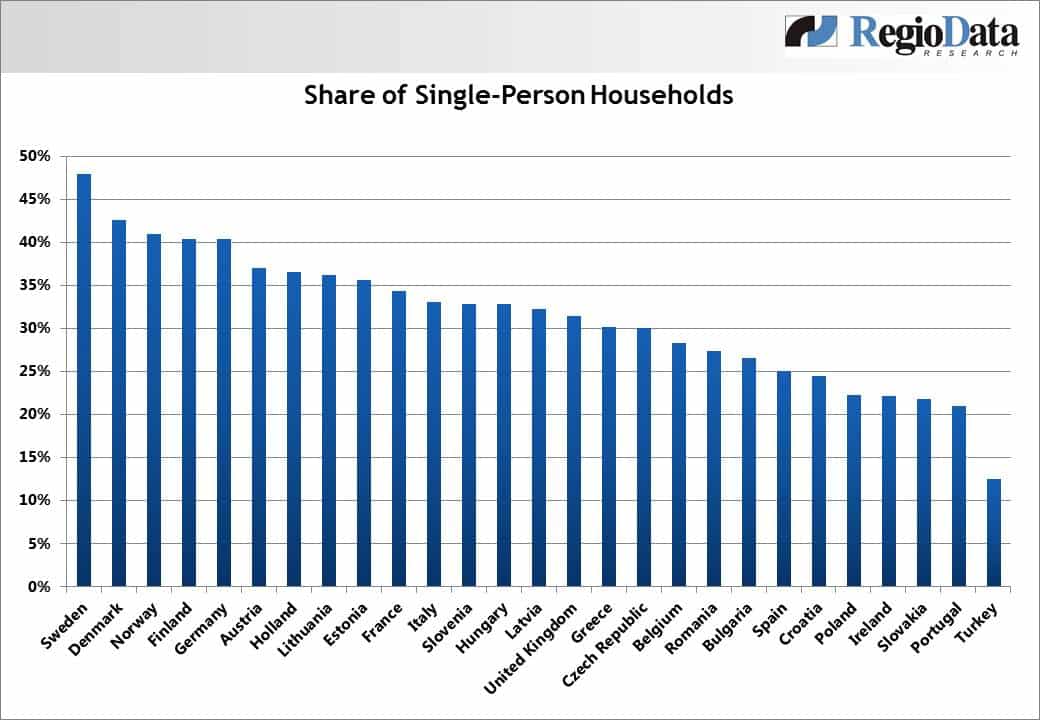 RegioData
RESEARCH
Share of Single-Person Households
50%
45%
40%
35%
30%
25%
20%
15%
10%
5%
0%
Sweden
Denmark
Norway
Finland
Germany
Austria
Holland
Lithuania
Estonia
France
Italy
Slovenia
Hungary
Latvia
United Kingdom
Greece
Czech Republic
Belgium
Romania
Bulgaria
Spain
Croatia
Poland
Ireland
Slovakia
Portugal
Turkey